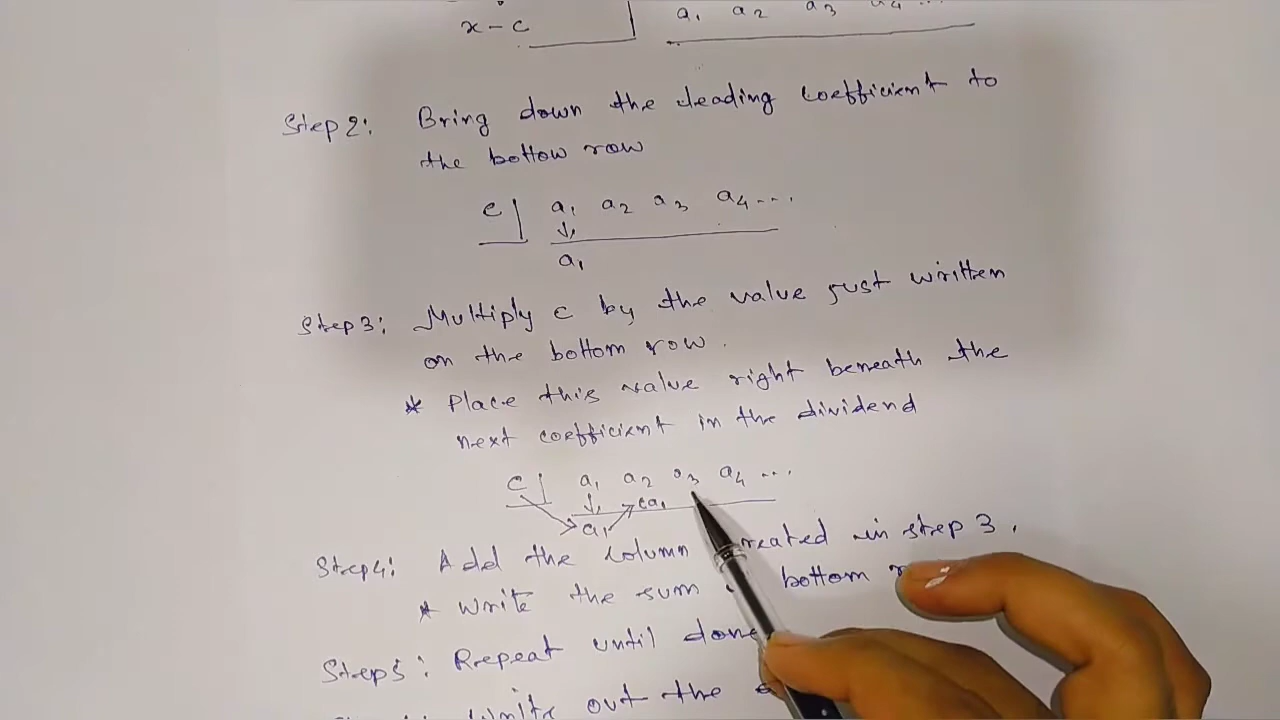 x - c a₁ a₂ a₃ a₄ ...
Step 2: Bring down the leading coefficient to
the bottow row
c a₁ a₂ a₃ a₄ ...
↓
a₁
Step 3: Multiply c by the value just written
on the bottom row.
* Place this value right beneath the
next coefficient in the dividend
c a₁ a₂ a₃ a₄ ...
↓ ca₁
a₁
Step 4: Add the column created in step 3.
* Write the sum bottom
Step 5: Repeat until done
Write out the